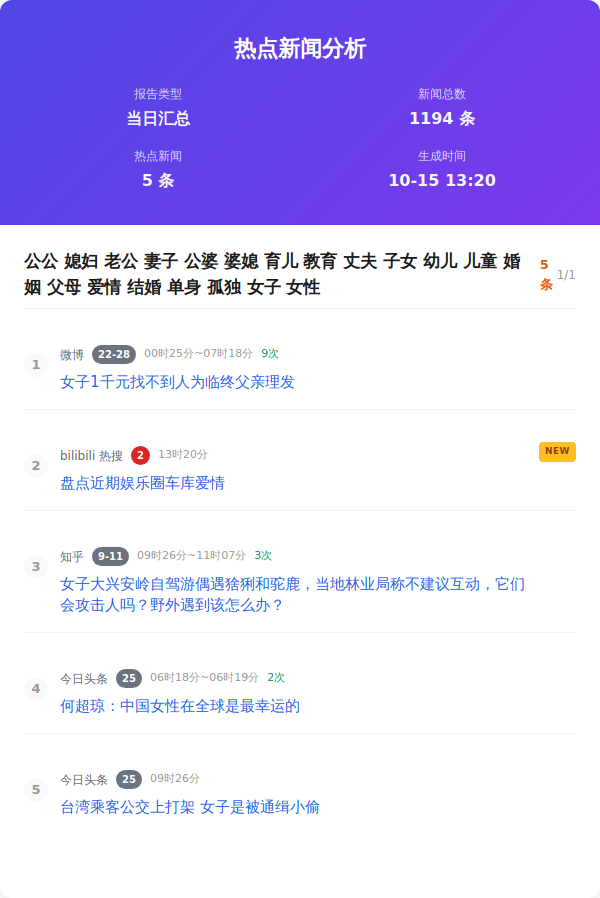 热点新闻分析
报告类型
新闻总数
当日汇总
1194 条
热点新闻
生成时间
5 条
10-15 13:20
公公 媳妇 老公 妻子 公婆 婆媳 育儿 教育 丈夫 子女 幼儿 儿童 婚
姻 父母 爱情 结婚 单身 孤独 女子 女性
5
条
1/1
1
微博 22-28 00时25分~07时18分 9次
女子1千元找不到人为临终父亲理发
2
bilibili 热搜 2 13时20分
NEW
盘点近期娱乐圈车库爱情
3
知乎 9-11 09时26分~11时07分 3次
女子大兴安岭自驾游偶遇猞猁和驼鹿，当地林业局称不建议互动，它们
会攻击人吗？野外遇到该怎么办？
4
今日头条 25 06时18分~06时19分 2次
何超琼：中国女性在全球是最幸运的
5
今日头条 25 09时26分
台湾乘客公交上打架 女子是被通缉小偷